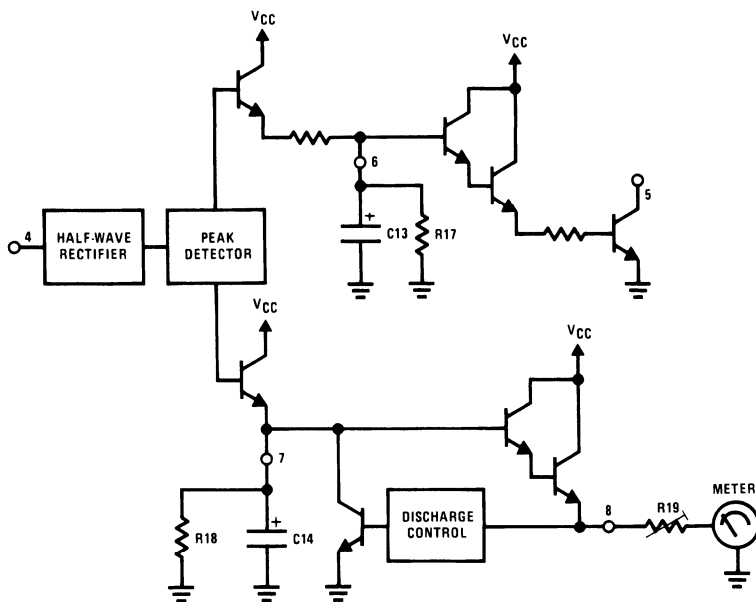 VCC
VCC
6
5
4
HALF-WAVE
RECTIFIER
PEAK
DETECTOR
+
C13
R17
VCC
VCC
7
8
R19
METER
R18
+
C14
DISCHARGE
CONTROL